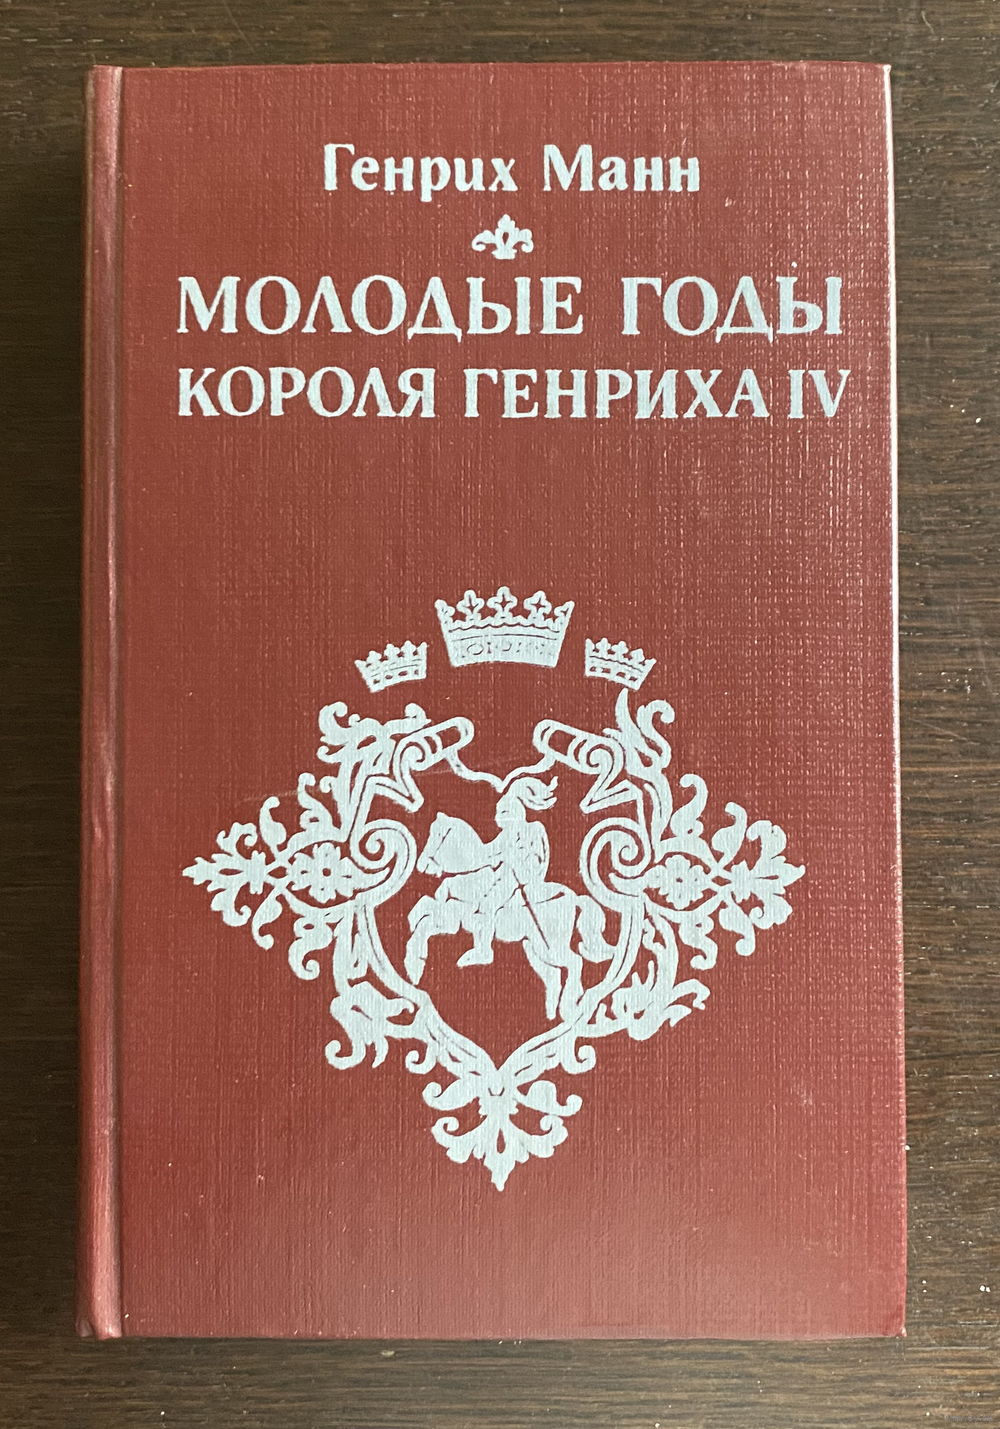 Генрих Манн
МОЛОДЫЕ ГОДЫ
КОРОЛЯ ГЕНРИХА IV